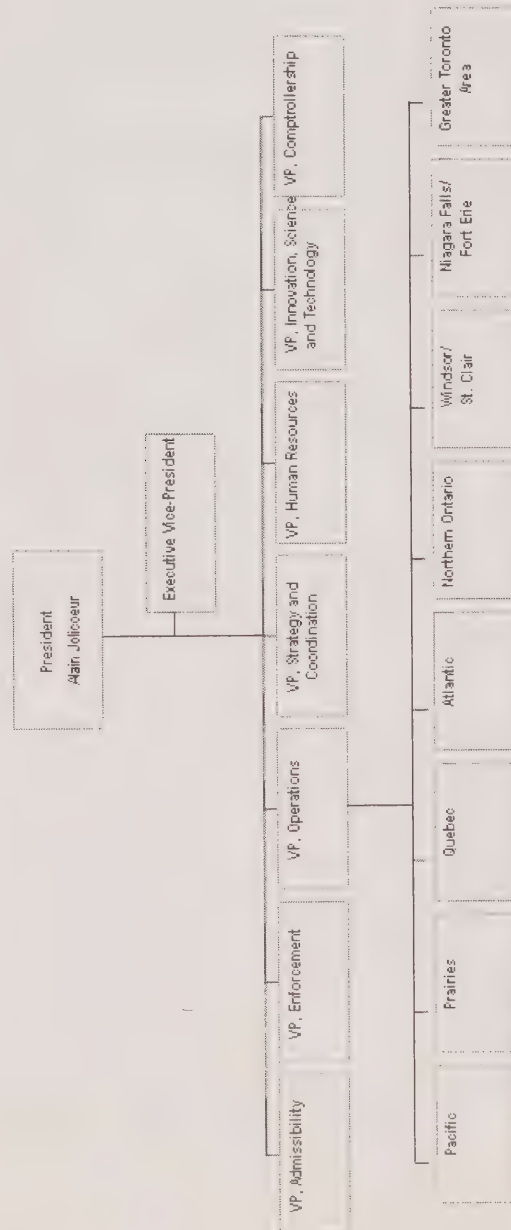 President
Alain Jolicoeur
Executive Vice-President
VP, Admissibility
VP, Enforcement
VP, Operations
VP, Strategy and
Coordination
VP, Human Resources
VP, Innovation, Science
and Technology
VP, Comptrollership
Pacific
Prairies
Quebec
Atlantic
Northern Ontario
Windsor/
St. Clair
Niagara Falls/
Fort Erie
Greater Toronto
Area